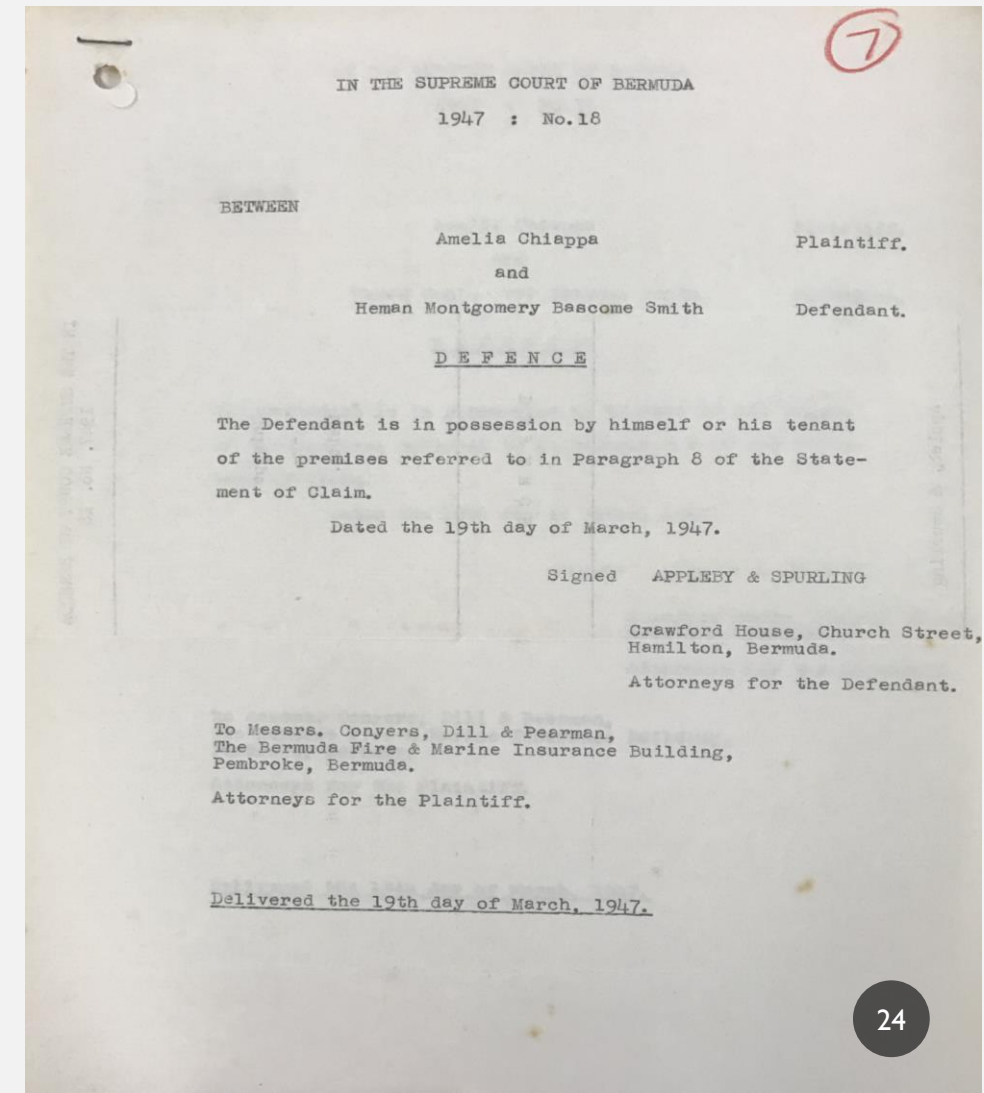 7
IN THE SUPREME COURT OF BERMUDA
1947 : No.18
BETWEEN
Amelia Chiappa Plaintiff.
and
Heman Montgomery Bascome Smith Defendant.
D E F E N C E
The Defendant is in possession by himself or his tenant
of the premises referred to in Paragraph 8 of the State-
ment of Claim.
Dated the 19th day of March, 1947.
Signed APPLEBY & SPURLING
Crawford House, Church Street,
Hamilton, Bermuda.
Attorneys for the Defendant.
To Messrs. Conyers, Dill & Pearman,
The Bermuda Fire & Marine Insurance Building,
Pembroke, Bermuda.
Attorneys for the Plaintiff.
Delivered the 19th day of March, 1947.
24